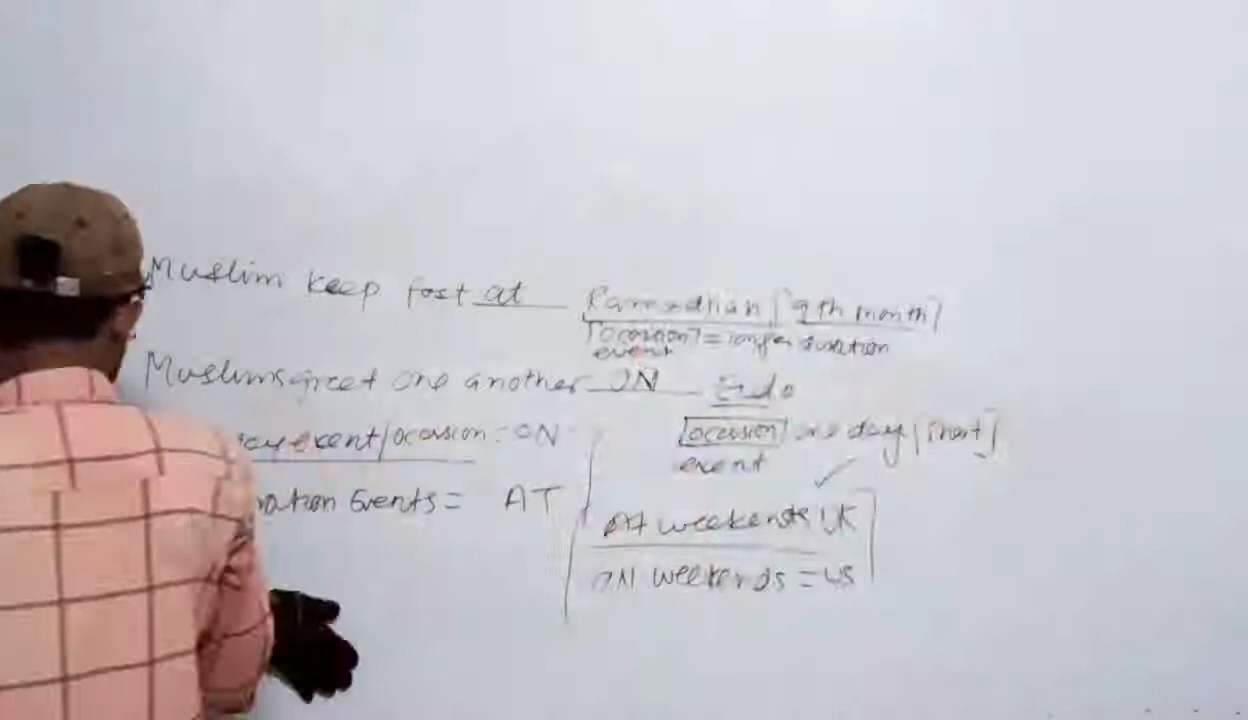 Muslim keep fast at Ramadhan [9th month]
[occasion] = longer duration
event
Muslims greet one another ON Eid.
event/occasion = ON
[occasion] one day [short]
event
ration Events = AT
At weekends UK
ON weekends = US